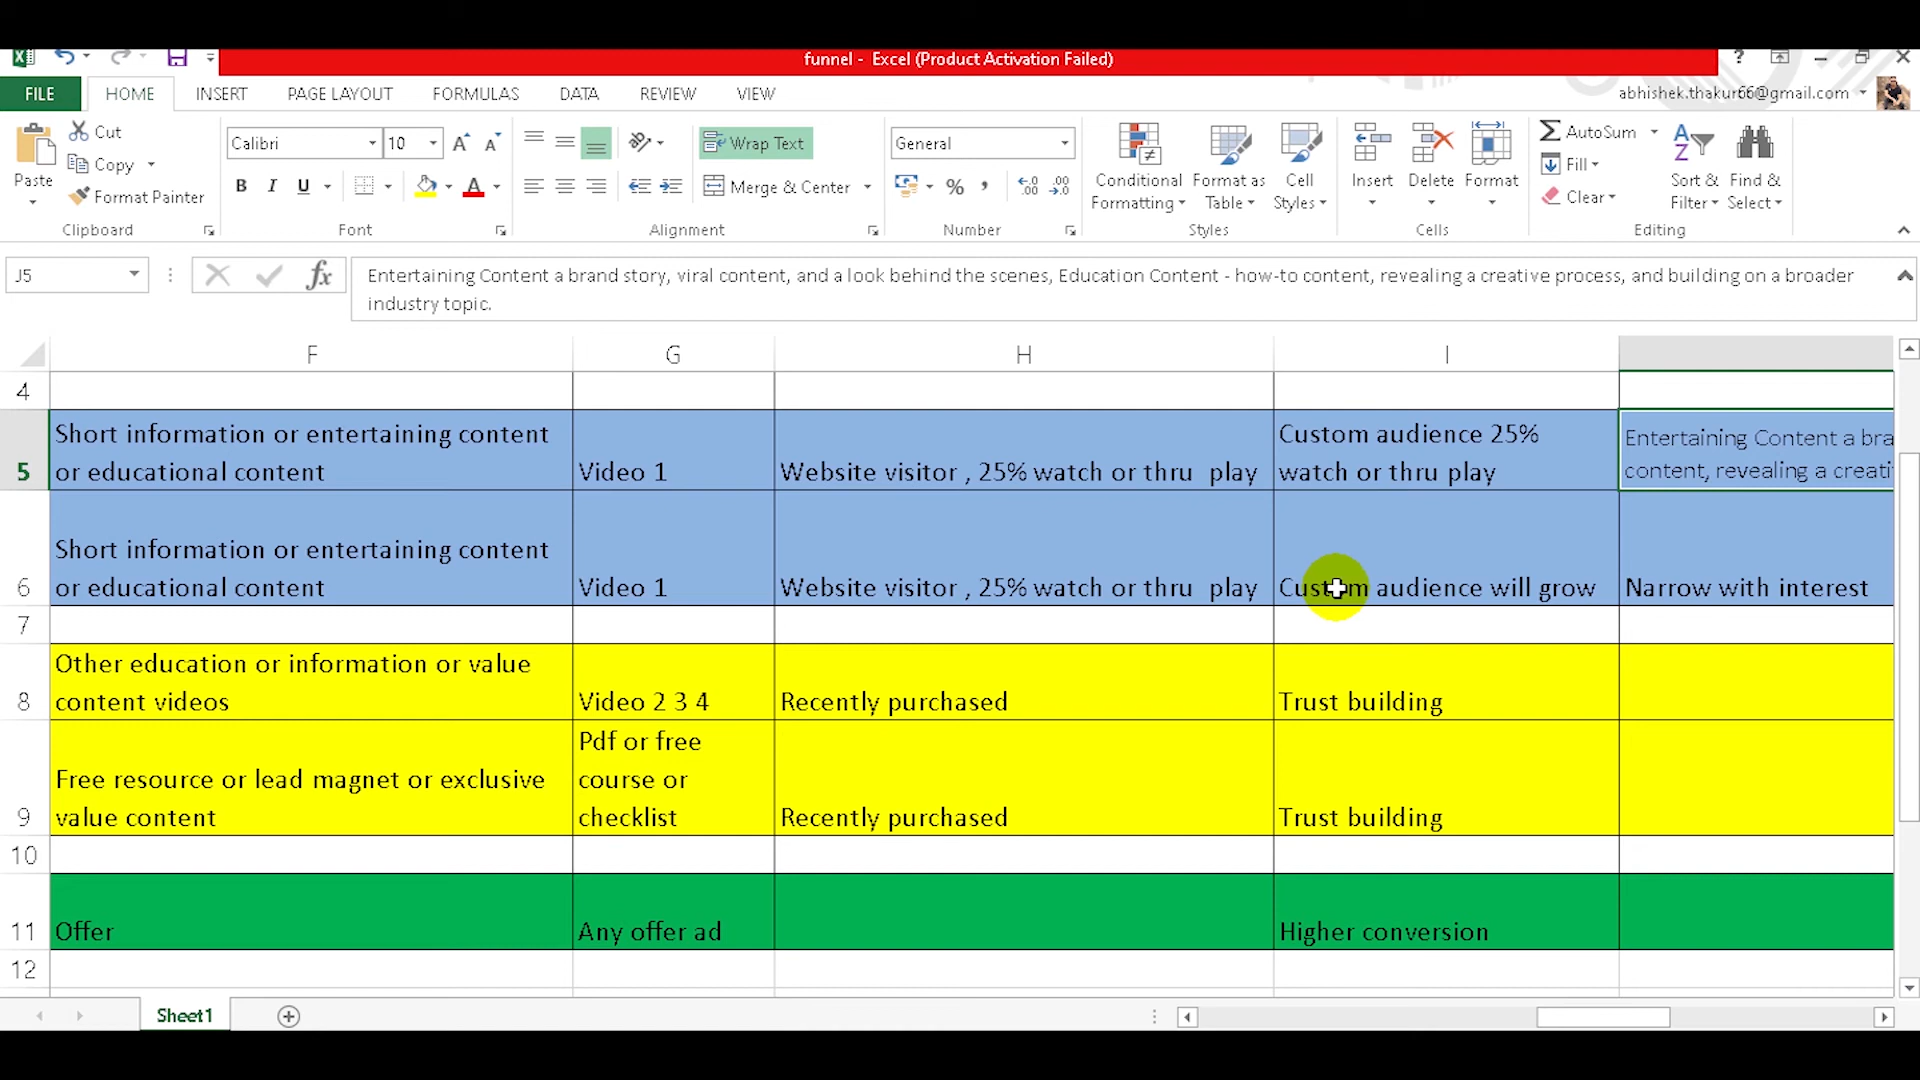 funnel - Excel (Product Activation Failed)
?
FILE HOME INSERT PAGE LAYOUT FORMULAS DATA REVIEW VIEW
abhishek.thakur66@gmail.com
Paste
Cut
Copy
Format Painter
Clipboard
Calibri 10
B I U A
Font
Wrap Text
Merge & Center
Alignment
General
% ,
Number
Conditional Formatting
Format as Table
Cell Styles
Styles
Insert
Delete
Format
Cells
AutoSum
Fill
Clear
Sort & Filter
Find & Select
Editing
J5
fx
Entertaining Content a brand story, viral content, and a look behind the scenes, Education Content - how-to content, revealing a creative process, and building on a broader
industry topic.
F G H I
4
5
Short information or entertaining content
or educational content
Video 1
Website visitor , 25% watch or thru play
Custom audience 25%
watch or thru play
Entertaining Content a bra
content, revealing a creati
6
Short information or entertaining content
or educational content
Video 1
Website visitor , 25% watch or thru play
Custom audience will grow
Narrow with interest
7
8
Other education or information or value
content videos
Video 2 3 4
Recently purchased
Trust building
9
Free resource or lead magnet or exclusive
value content
Pdf or free
course or
checklist
Recently purchased
Trust building
10
11
Offer
Any offer ad
Higher conversion
12
Sheet1